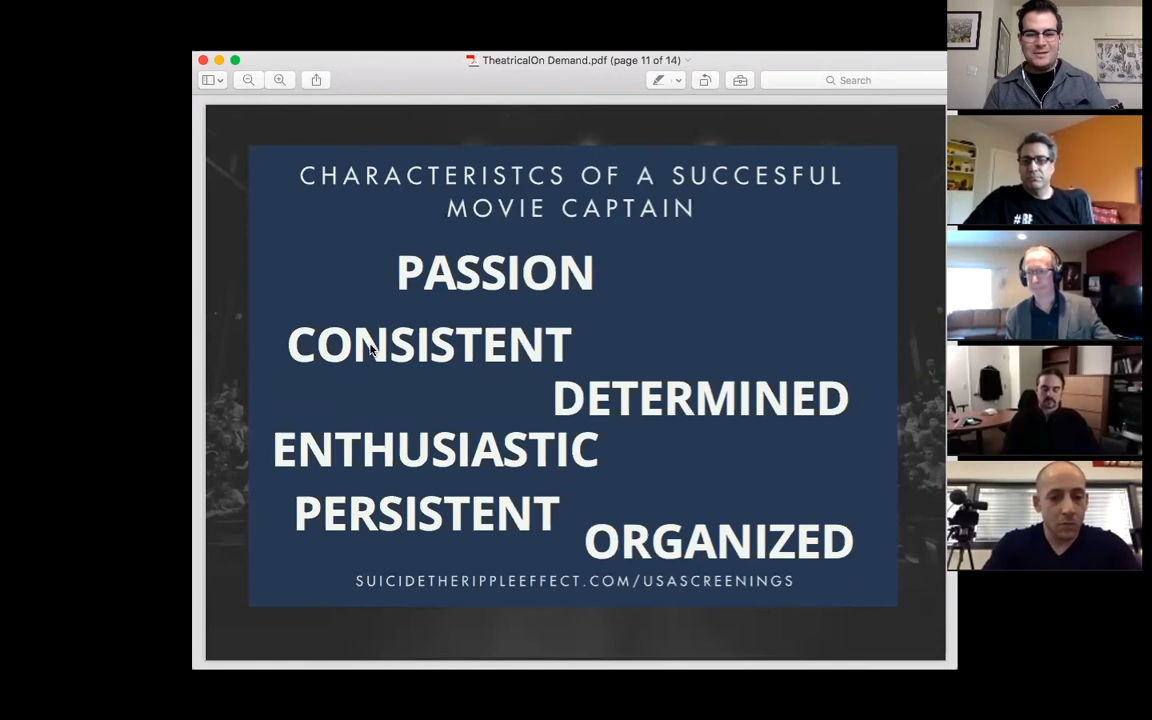 TheatricalOn Demand.pdf (page 11 of 14)
Search
CHARACTERISTCS OF A SUCCESFUL
MOVIE CAPTAIN
PASSION
CONSISTENT
DETERMINED
ENTHUSIASTIC
PERSISTENT
ORGANIZED
SUICIDETHERIPPLEEFFECT.COM/USASCREENINGS
#BE